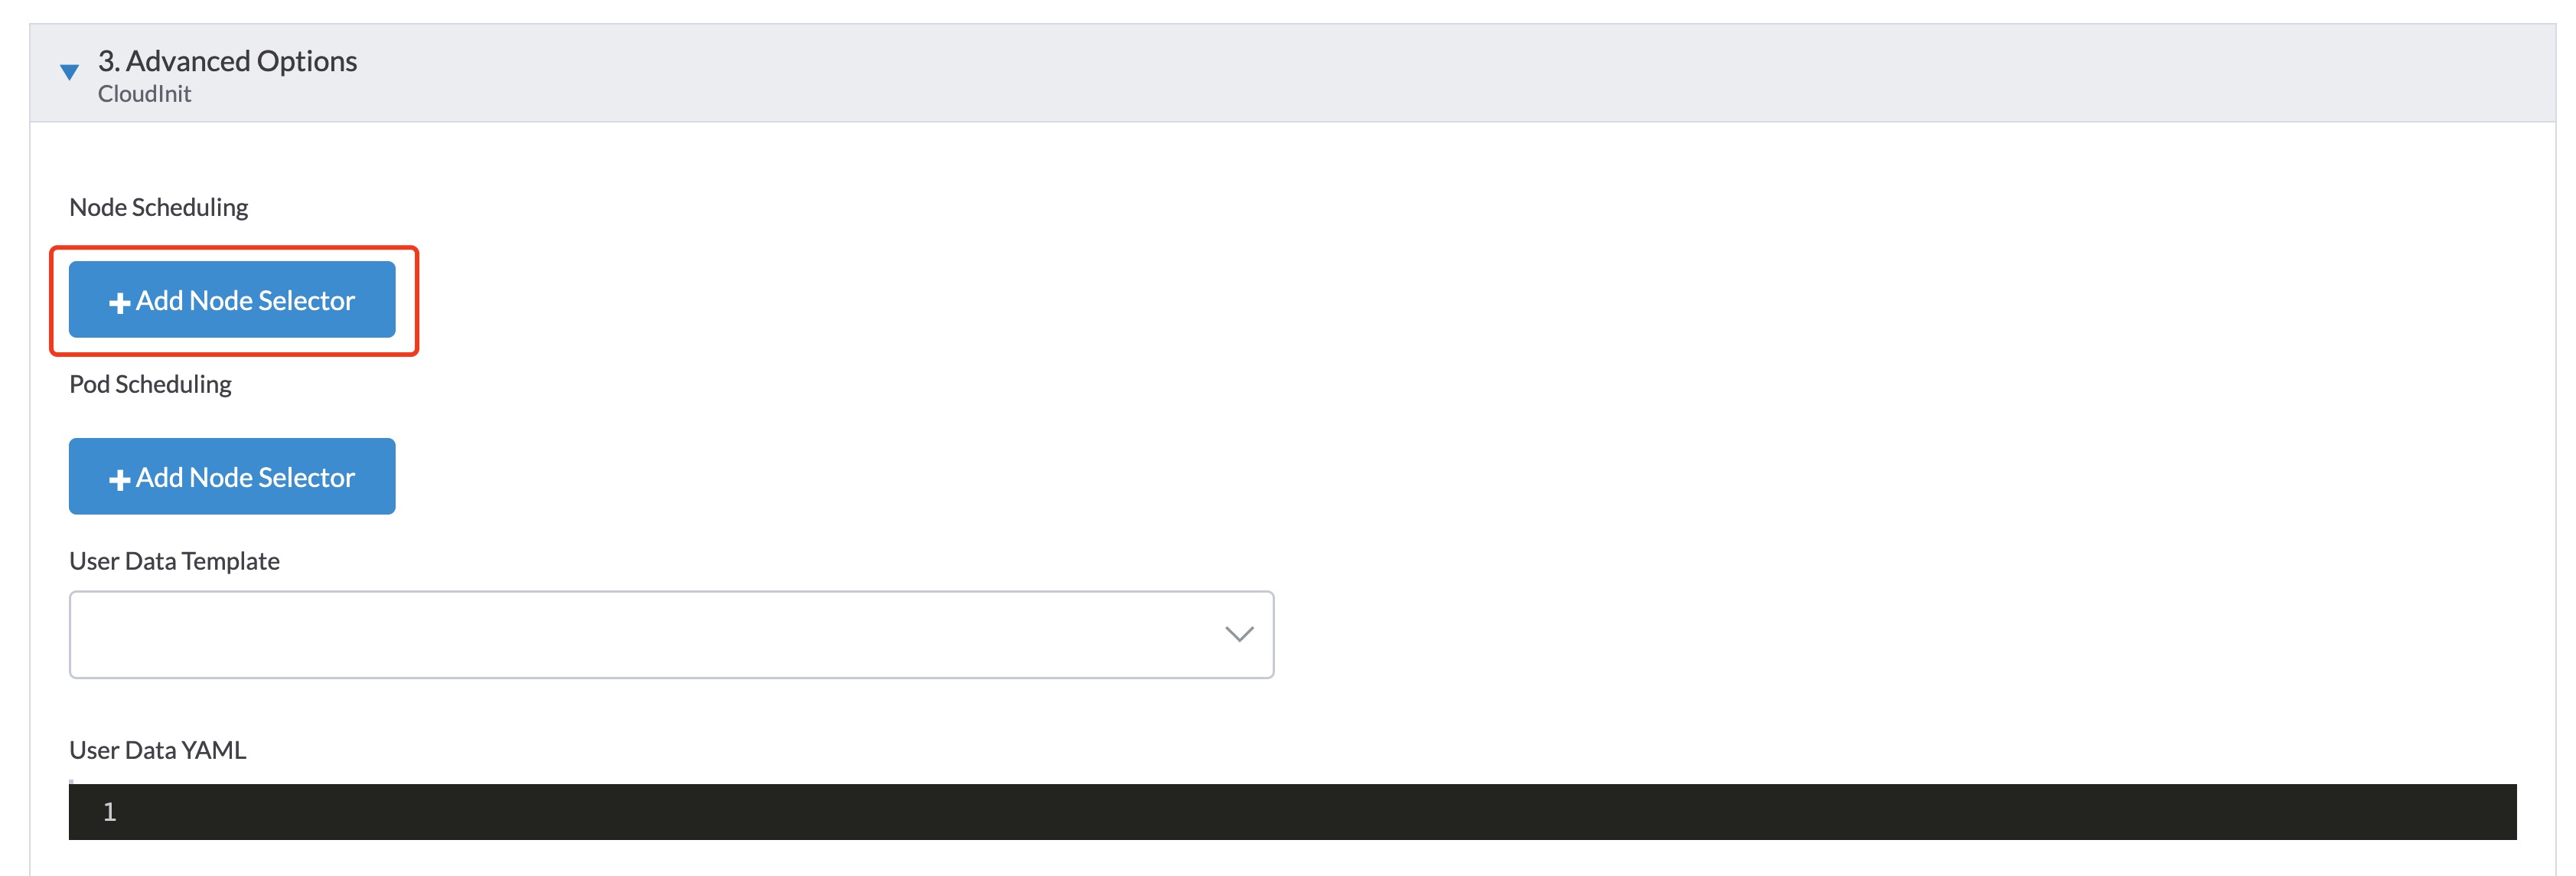 3. Advanced Options
CloudInit
Node Scheduling
Add Node Selector
Pod Scheduling
Add Node Selector
User Data Template
User Data YAML
1